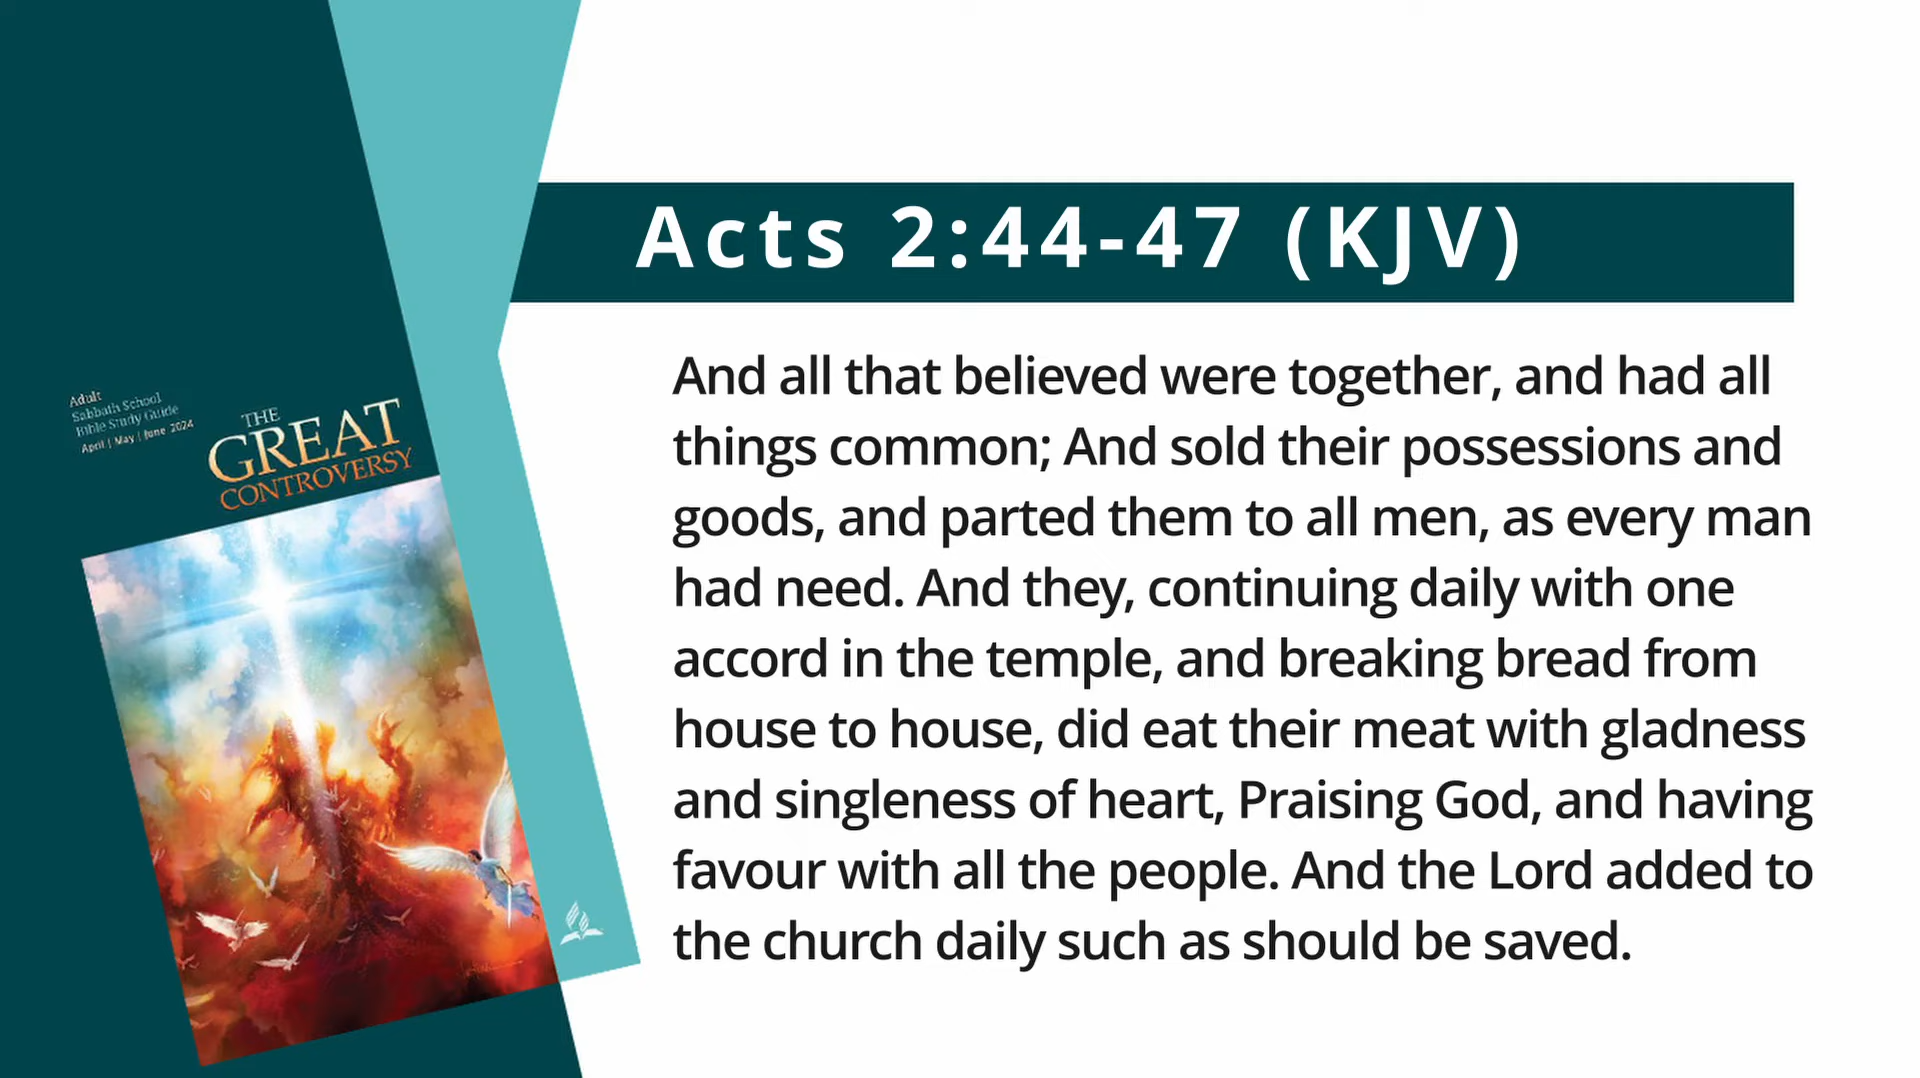 Adult
Sabbath School
Bible Study Guide
April | May | June 2024
THE
GREAT
CONTROVERSY
Acts 2:44-47 (KJV)
And all that believed were together, and had all
things common; And sold their possessions and
goods, and parted them to all men, as every man
had need. And they, continuing daily with one
accord in the temple, and breaking bread from
house to house, did eat their meat with gladness
and singleness of heart, Praising God, and having
favour with all the people. And the Lord added to
the church daily such as should be saved.